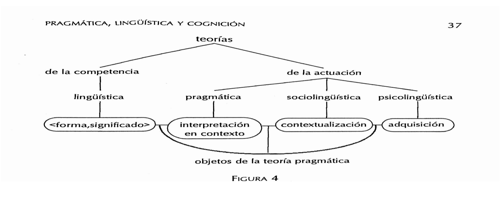 PRAGMÁTICA, LINGÜÍSTICA Y COGNICIÓN 37
teorías
de la competencia de la actuación
lingüística pragmática sociolingüística psicolingüística
<forma,significado> interpretación en contexto contextualización adquisición
objetos de la teoría pragmática
FIGURA 4